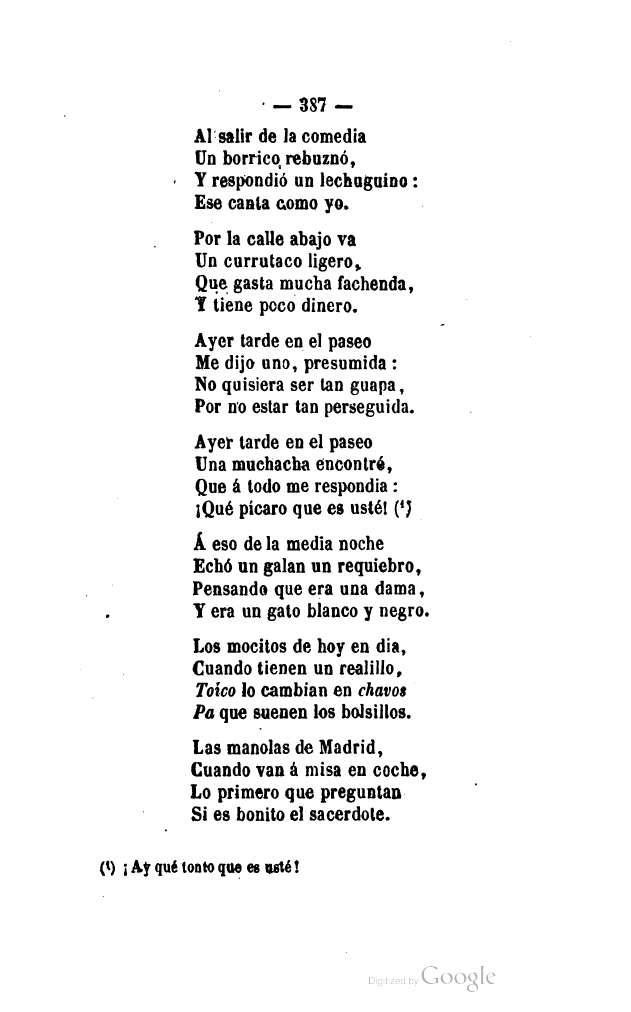 — 387 —
Al salir de la comedia
Un borrico rebuznó,
Y respondió un lechuguino :
Ese canta como yo.
Por la calle abajo va
Un currutaco ligero,
Que gasta mucha fachenda,
Y tiene poco dinero.
Ayer tarde en el paseo
Me dijo uno, presumida :
No quisiera ser tan guapa,
Por no estar tan perseguida.
Ayer tarde en el paseo
Una muchacha encontré,
Que á todo me respondia :
¡Qué pícaro que es usté! (¹)
Á eso de la media noche
Echó un galan un requiebro,
Pensando que era una dama,
Y era un gato blanco y negro.
Los mocitos de hoy en dia,
Cuando tienen un realillo,
Toico lo cambian en chavos
Pa que suenen los bolsillos.
Las manolas de Madrid,
Cuando van á misa en coche,
Lo primero que preguntan
Si es bonito el sacerdote.
(¹) ¡Ay qué tonto que es usté!
Digitized by Google